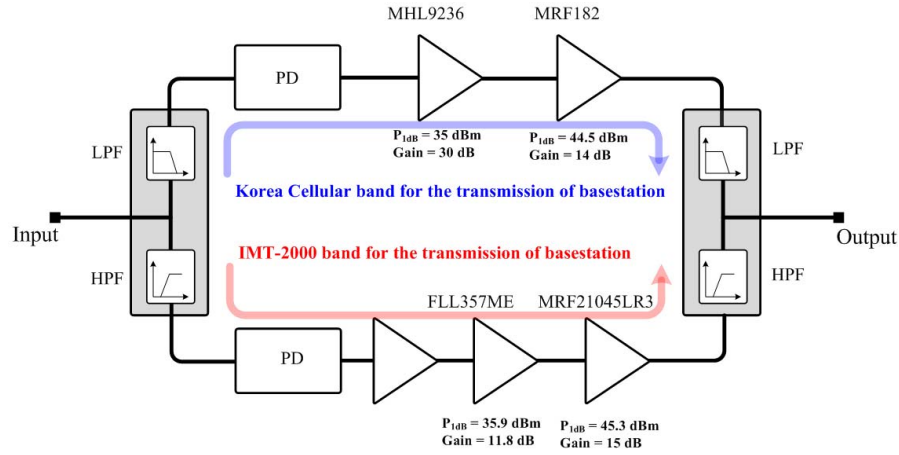 MHL9236
MRF182
PD
P1dB = 35 dBm
Gain = 30 dB
P1dB = 44.5 dBm
Gain = 14 dB
LPF
LPF
Korea Cellular band for the transmission of basestation
Input
Output
IMT-2000 band for the transmission of basestation
HPF
HPF
FLL357ME
MRF21045LR3
PD
P1dB = 35.9 dBm
Gain = 11.8 dB
P1dB = 45.3 dBm
Gain = 15 dB